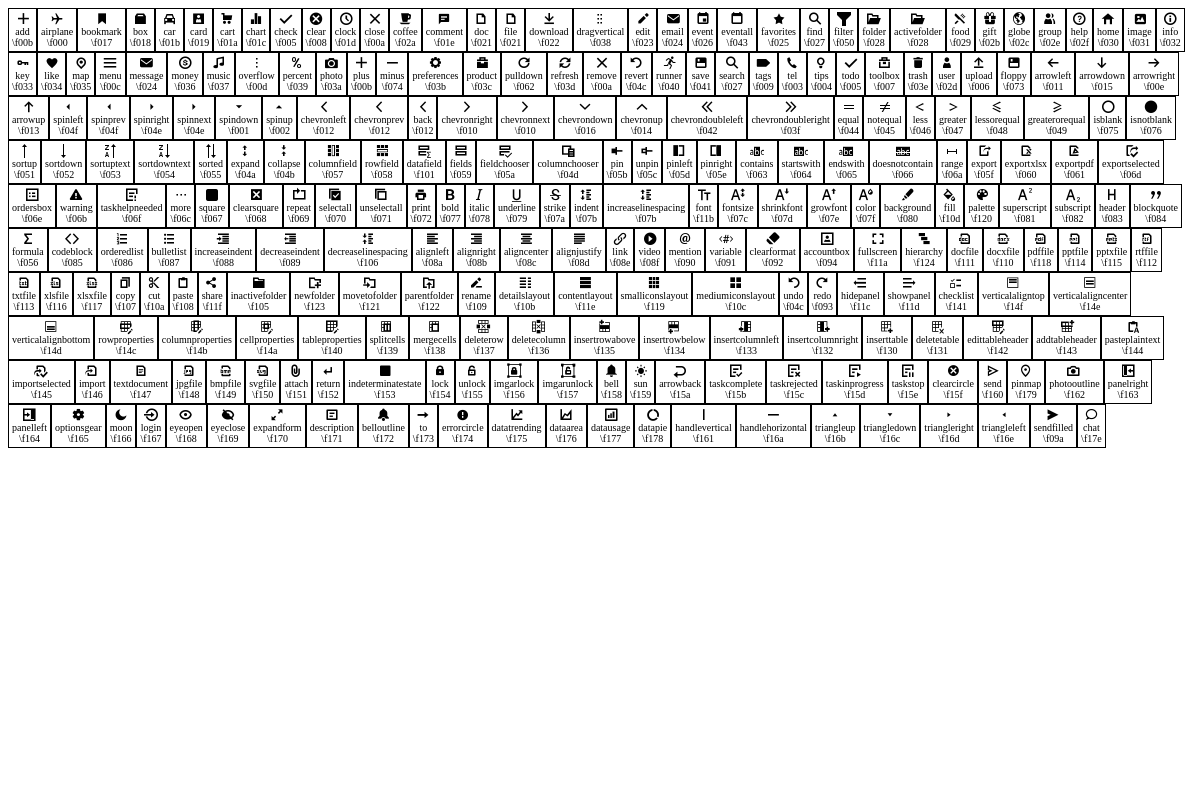 add airplane bookmark box car card cart chart check clear clock close coffee comment doc file download dragvertical edit email event eventall favorites find filter folder activefolder food gift globe group help home image info
\f00b \f000 \f017 \f018 \f01b \f019 \f01a \f01c \f005 \f008 \f01d \f00a \f02a \f01e \f021 \f021 \f022 \f038 \f023 \f024 \f026 \f043 \f025 \f027 \f050 \f028 \f028 \f029 \f02b \f02c \f02e \f02f \f030 \f031 \f032
key like map menu message money music overflow percent photo plus minus preferences product pulldown refresh remove revert runner save search tags tel tips todo toolbox trash user upload floppy arrowleft arrowdown arrowright
\f033 \f034 \f035 \f00c \f024 \f036 \f037 \f00d \f039 \f03a \f00b \f074 \f03b \f03c \f062 \f03d \f00a \f04c \f040 \f041 \f027 \f009 \f003 \f004 \f005 \f007 \f03e \f02d \f006 \f073 \f011 \f015 \f00e
arrowup spinleft spinprev spinright spinnext spindown spinup chevronleft chevronprev back chevronright chevronnext chevrondown chevronup chevrondoubleleft chevrondoubleright equal notequal less greater lessorequal greaterorequal isblank isnotblank
\f013 \f04f \f04f \f04e \f04e \f001 \f002 \f012 \f012 \f012 \f010 \f010 \f016 \f014 \f042 \f03f \f044 \f045 \f046 \f047 \f048 \f049 \f075 \f076
sortup sortdown sortuptext sortdowntext sorted expand collapse columnfield rowfield datafield fields fieldchooser columnchooser pin unpin pinleft pinright contains startswith endswith doesnotcontain range export exportxlsx exportpdf exportselected
\f051 \f052 \f053 \f054 \f055 \f04a \f04b \f057 \f058 \f101 \f059 \f05a \f04d \f05b \f05c \f05d \f05e \f063 \f064 \f065 \f066 \f06a \f05f \f060 \f061 \f06d
ordersbox warning taskhelpneeded more square clearsquare repeat selectall unselectall print bold italic underline strike indent increaselinespacing font fontsize shrinkfont growfont color background fill palette superscript subscript header blockquote
\f06e \f06b \f06f \f06c \f067 \f068 \f069 \f070 \f071 \f072 \f077 \f078 \f079 \f07a \f07b \f07b \f11b \f07c \f07d \f07e \f07f \f080 \f10d \f120 \f081 \f082 \f083 \f084
formula codeblock orderedlist bulletlist increaseindent decreaseindent decreaselinespacing alignleft alignright aligncenter alignjustify link video mention variable clearformat accountbox fullscreen hierarchy docfile docxfile pdffile pptfile pptxfile rtffile
\f056 \f085 \f086 \f087 \f088 \f089 \f106 \f08a \f08b \f08c \f08d \f08e \f08f \f090 \f091 \f092 \f094 \f11a \f124 \f111 \f110 \f118 \f114 \f115 \f112
txtfile xlsfile xlsxfile copy cut paste share inactivefolder newfolder movetofolder parentfolder rename detailslayout contentlayout smalliconslayout mediumiconslayout undo redo hidepanel showpanel checklist verticalaligntop verticalaligncenter
\f113 \f116 \f117 \f107 \f10a \f108 \f11f \f105 \f123 \f121 \f122 \f109 \f10b \f11e \f119 \f10c \f04c \f093 \f11c \f11d \f141 \f14f \f14e
verticalalignbottom rowproperties columnproperties cellproperties tableproperties splitcells mergecells deleterow deletecolumn insertrowabove insertrowbelow insertcolumnleft insertcolumnright inserttable deletetable edittableheader addtableheader pasteplaintext
\f14d \f14c \f14b \f14a \f140 \f139 \f138 \f137 \f136 \f135 \f134 \f133 \f132 \f130 \f131 \f142 \f143 \f144
importselected import textdocument jpgfile bmpfile svgfile attach return indeterminatestate lock unlock imgarlock imgarunlock bell sun arrowback taskcomplete taskrejected taskinprogress taskstop clearcircle send pinmap photooutline panelright
\f145 \f146 \f147 \f148 \f149 \f150 \f151 \f152 \f153 \f154 \f155 \f156 \f157 \f158 \f159 \f15a \f15b \f15c \f15d \f15e \f15f \f160 \f179 \f162 \f163
panelleft optionsgear moon login eyeopen eyeclose expandform description belloutline to errorcircle datatrending dataarea datausage datapie handlevertical handlehorizontal triangleup triangledown triangleright triangleleft sendfilled chat
\f164 \f165 \f166 \f167 \f168 \f169 \f170 \f171 \f172 \f173 \f174 \f175 \f176 \f177 \f178 \f161 \f16a \f16b \f16c \f16d \f16e \f09a \f17e